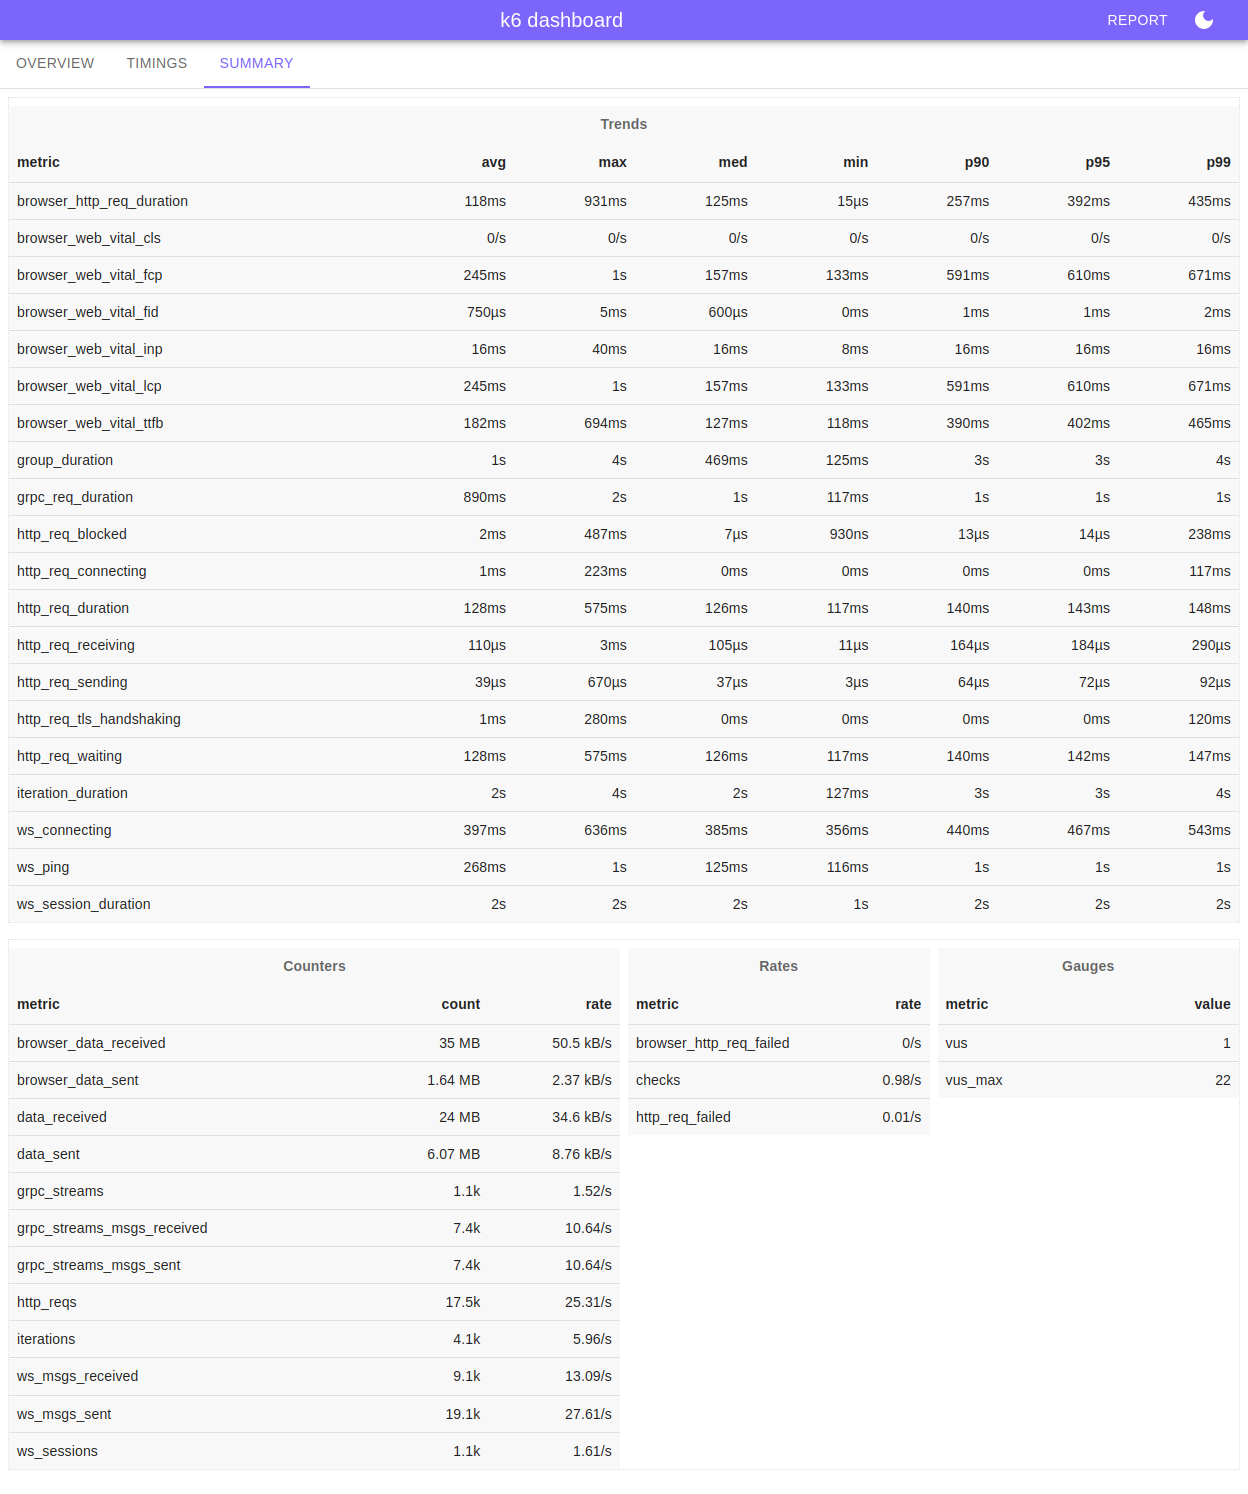 k6 dashboard REPORT
OVERVIEW TIMINGS SUMMARY
Trends
metric avg max med min p90 p95 p99
browser_http_req_duration 118ms 931ms 125ms 15µs 257ms 392ms 435ms
browser_web_vital_cls 0/s 0/s 0/s 0/s 0/s 0/s 0/s
browser_web_vital_fcp 245ms 1s 157ms 133ms 591ms 610ms 671ms
browser_web_vital_fid 750µs 5ms 600µs 0ms 1ms 1ms 2ms
browser_web_vital_inp 16ms 40ms 16ms 8ms 16ms 16ms 16ms
browser_web_vital_lcp 245ms 1s 157ms 133ms 591ms 610ms 671ms
browser_web_vital_ttfb 182ms 694ms 127ms 118ms 390ms 402ms 465ms
group_duration 1s 4s 469ms 125ms 3s 3s 4s
grpc_req_duration 890ms 2s 1s 117ms 1s 1s 1s
http_req_blocked 2ms 487ms 7µs 930ns 13µs 14µs 238ms
http_req_connecting 1ms 223ms 0ms 0ms 0ms 0ms 117ms
http_req_duration 128ms 575ms 126ms 117ms 140ms 143ms 148ms
http_req_receiving 110µs 3ms 105µs 11µs 164µs 184µs 290µs
http_req_sending 39µs 670µs 37µs 3µs 64µs 72µs 92µs
http_req_tls_handshaking 1ms 280ms 0ms 0ms 0ms 0ms 120ms
http_req_waiting 128ms 575ms 126ms 117ms 140ms 142ms 147ms
iteration_duration 2s 4s 2s 127ms 3s 3s 4s
ws_connecting 397ms 636ms 385ms 356ms 440ms 467ms 543ms
ws_ping 268ms 1s 125ms 116ms 1s 1s 1s
ws_session_duration 2s 2s 2s 1s 2s 2s 2s
Counters
metric count rate
browser_data_received 35 MB 50.5 kB/s
browser_data_sent 1.64 MB 2.37 kB/s
data_received 24 MB 34.6 kB/s
data_sent 6.07 MB 8.76 kB/s
grpc_streams 1.1k 1.52/s
grpc_streams_msgs_received 7.4k 10.64/s
grpc_streams_msgs_sent 7.4k 10.64/s
http_reqs 17.5k 25.31/s
iterations 4.1k 5.96/s
ws_msgs_received 9.1k 13.09/s
ws_msgs_sent 19.1k 27.61/s
ws_sessions 1.1k 1.61/s
Rates
metric rate
browser_http_req_failed 0/s
checks 0.98/s
http_req_failed 0.01/s
Gauges
metric value
vus 1
vus_max 22